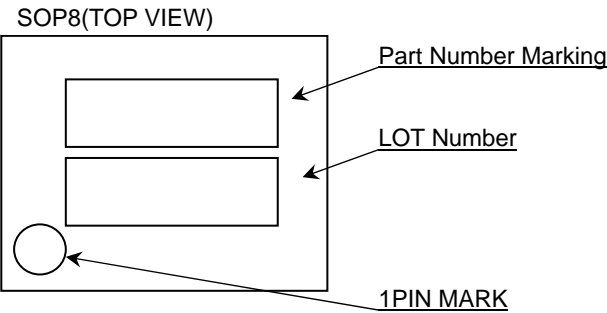 SOP8(TOP VIEW)
Part Number Marking
LOT Number
1PIN MARK